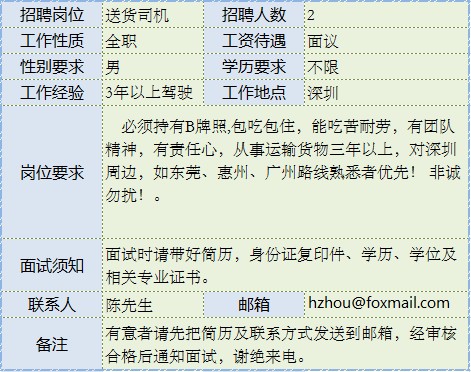 招聘岗位 送货司机 招聘人数 2
工作性质 全职 工资待遇 面议
性别要求 男 学历要求 不限
工作经验 3年以上驾驶 工作地点 深圳
岗位要求
必须持有B牌照,包吃包住，能吃苦耐劳，有团队
精神，有责任心，从事运输货物三年以上，对深圳
周边，如东莞、惠州、广州路线熟悉者优先！ 非诚
勿扰！。
面试须知
面试时请带好简历，身份证复印件、学历、学位及
相关专业证书。
联系人 陈先生 邮箱 hzhou@foxmail.com
备注
有意者请先把简历及联系方式发送到邮箱，经审核
合格后通知面试，谢绝来电。